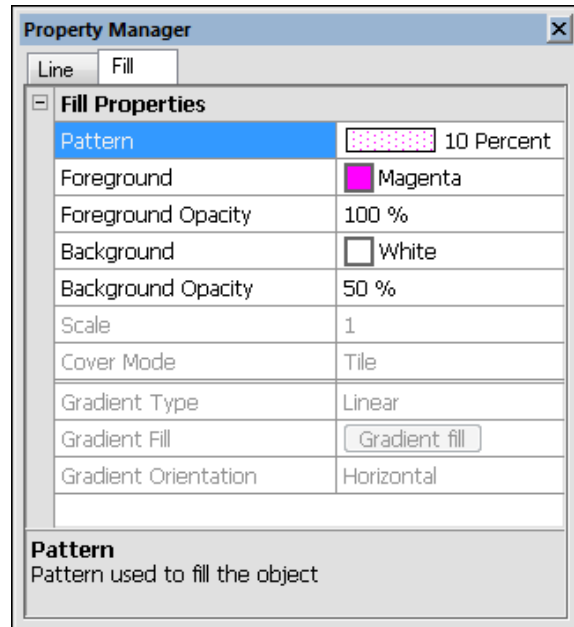 Property Manager
Line Fill
Fill Properties
Pattern 10 Percent
Foreground Magenta
Foreground Opacity 100 %
Background White
Background Opacity 50 %
Scale 1
Cover Mode Tile
Gradient Type Linear
Gradient Fill Gradient fill
Gradient Orientation Horizontal
Pattern
Pattern used to fill the object